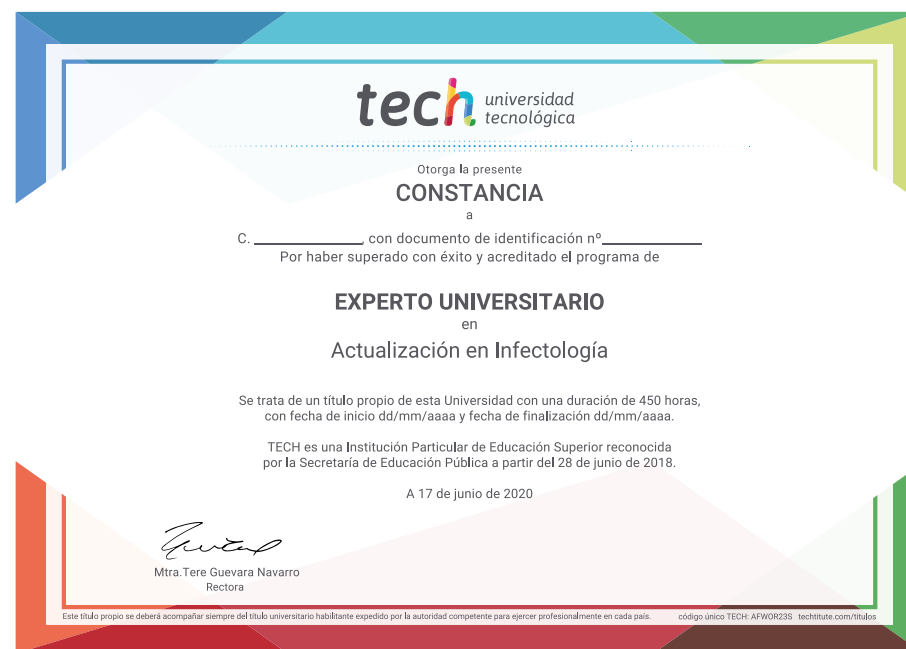 tech universidad
tecnológica
Otorga la presente
CONSTANCIA
a
C. ____________, con documento de identificación nº___________
Por haber superado con éxito y acreditado el programa de
EXPERTO UNIVERSITARIO
en
Actualización en Infectología
Se trata de un título propio de esta Universidad con una duración de 450 horas,
con fecha de inicio dd/mm/aaaa y fecha de finalización dd/mm/aaaa.
TECH es una Institución Particular de Educación Superior reconocida
por la Secretaría de Educación Pública a partir del 28 de junio de 2018.
A 17 de junio de 2020
Mtra.Tere Guevara Navarro
Rectora
Este título propio se deberá acompañar siempre del título universitario habilitante expedido por la autoridad competente para ejercer profesionalmente en cada país. código único TECH: AFWOR23S techtitute.com/titulos